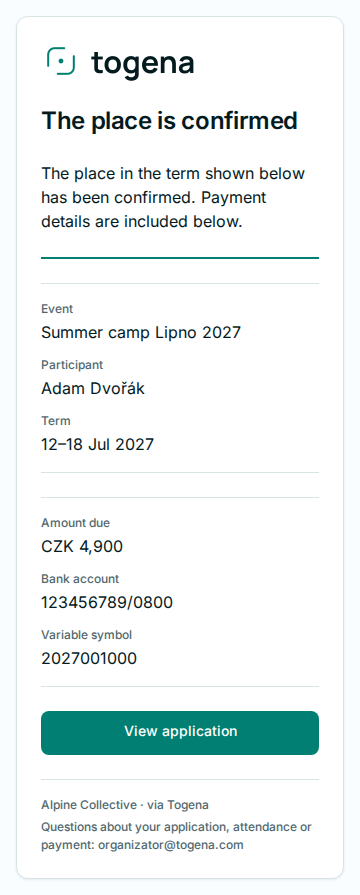 togena
The place is confirmed
The place in the term shown below
has been confirmed. Payment
details are included below.
Event
Summer camp Lipno 2027
Participant
Adam Dvořák
Term
12–18 Jul 2027
Amount due
CZK 4,900
Bank account
123456789/0800
Variable symbol
2027001000
View application
Alpine Collective · via Togena
Questions about your application, attendance or
payment: organizator@togena.com